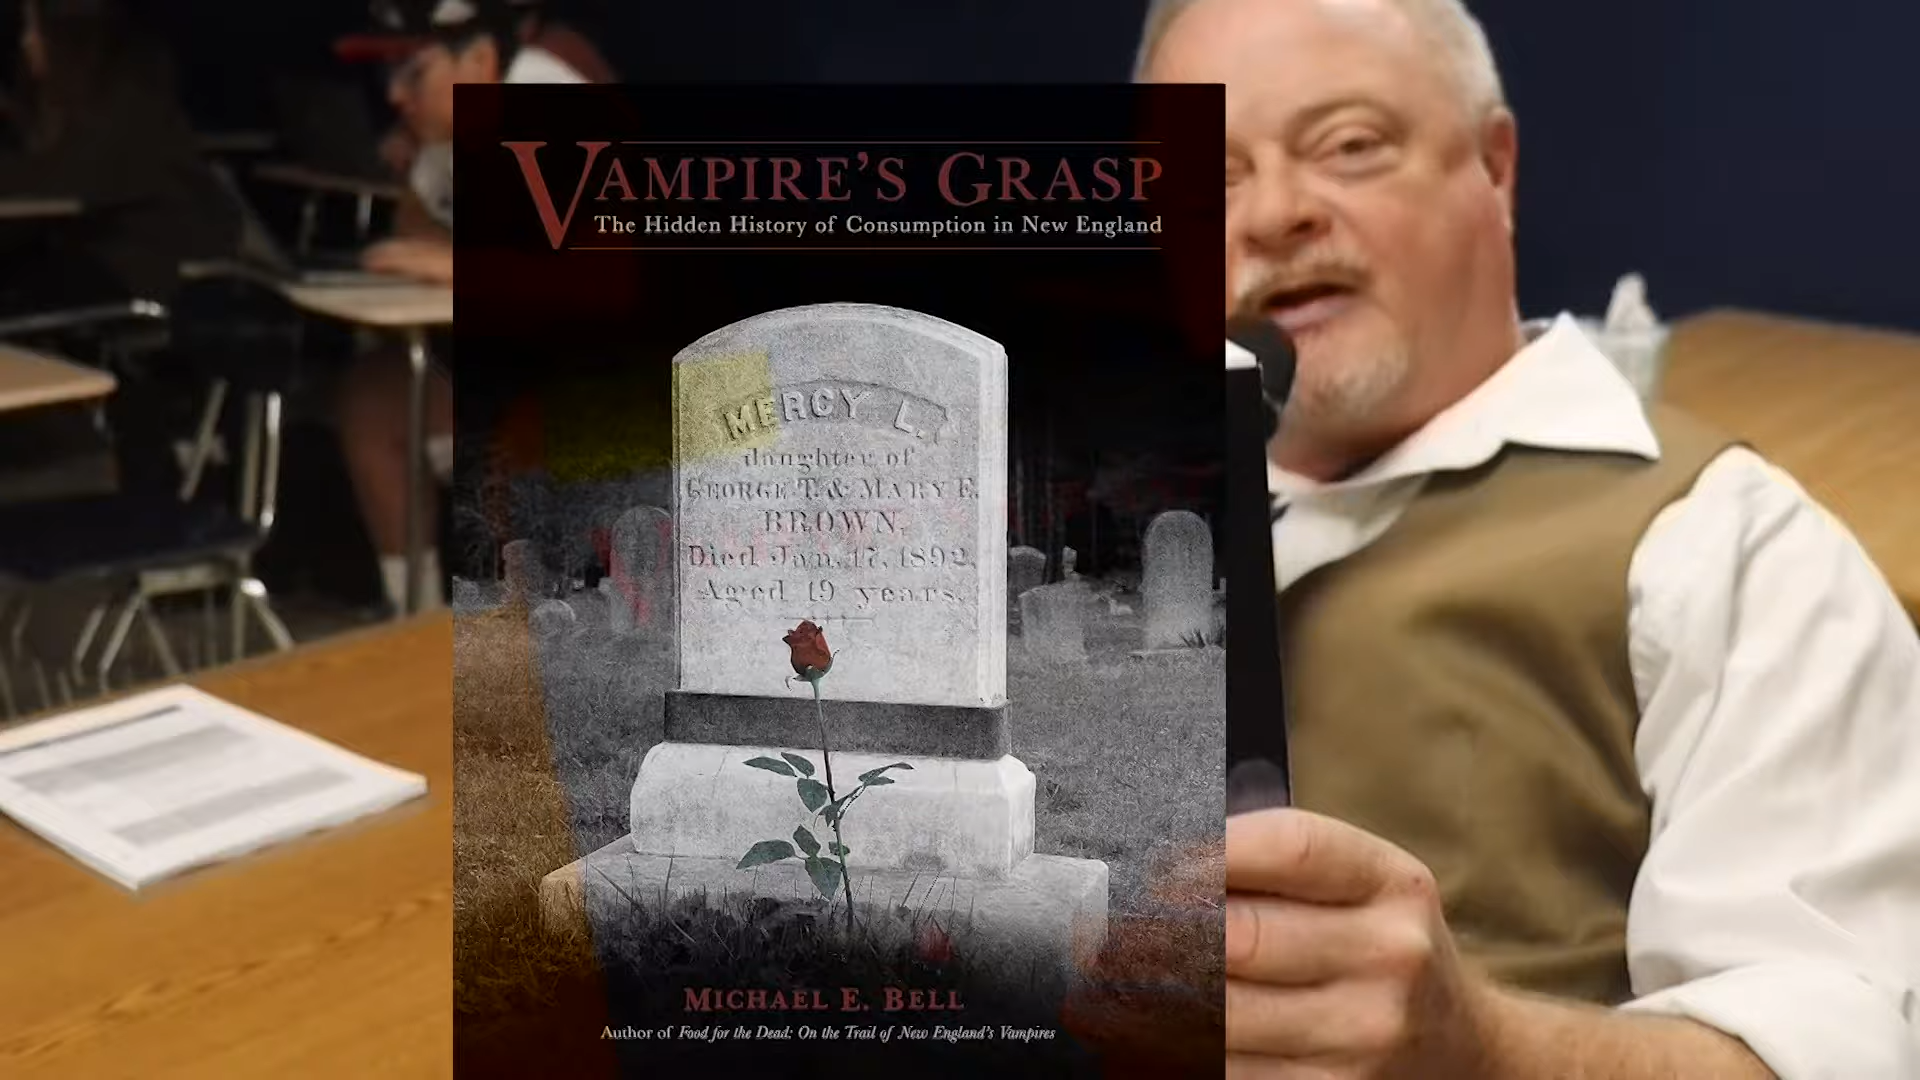 VAMPIRE'S GRASP
The Hidden History of Consumption in New England
MERCY L.
daughter of
GEORGE T. & MARY E.
BROWN,
Died Jan. 17, 1892,
Aged 19 years.
MICHAEL E. BELL
Author of Food for the Dead: On the Trail of New England's Vampires